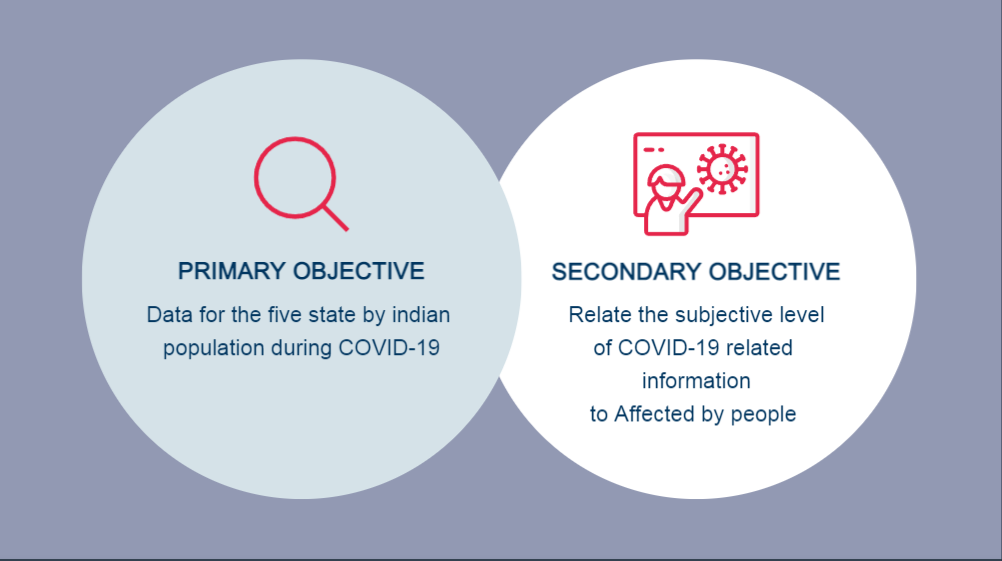 PRIMARY OBJECTIVE
Data for the five state by indian
population during COVID-19
SECONDARY OBJECTIVE
Relate the subjective level
of COVID-19 related
information
to Affected by people